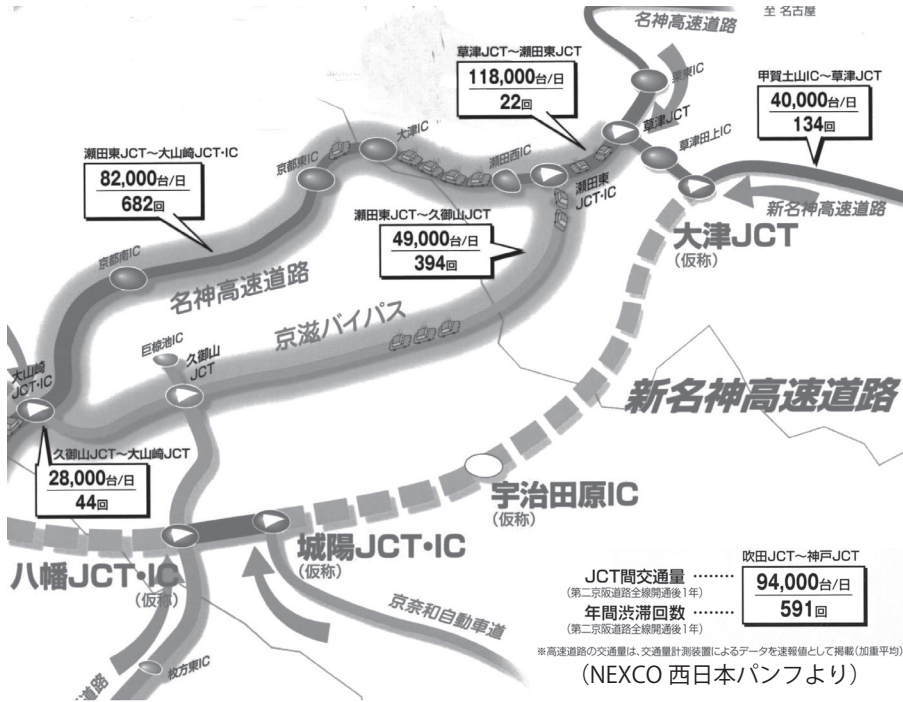 至 名古屋
名神高速道路
草津JCT～瀬田東JCT
118,000台/日
22回
栗東IC
甲賀土山IC～草津JCT
40,000台/日
134回
草津JCT
草津田上IC
大津IC
瀬田西IC
瀬田東
JCT・IC
京都東IC
瀬田東JCT～大山崎JCT・IC
82,000台/日
682回
瀬田東JCT～久御山JCT
49,000台/日
394回
新名神高速道路
大津JCT
(仮称)
京都南IC
名神高速道路
京滋バイパス
巨椋池IC
久御山
JCT
大山崎
JCT・IC
新名神高速道路
久御山JCT～大山崎JCT
28,000台/日
44回
宇治田原IC
(仮称)
城陽JCT・IC
(仮称)
八幡JCT・IC
(仮称)
京奈和自動車道
枚方東IC
道路
吹田JCT～神戸JCT
JCT間交通量 ‥‥‥‥
(第二京阪道路全線開通後1年)
94,000台/日
年間渋滞回数 ‥‥‥‥
(第二京阪道路全線開通後1年)
591回
※高速道路の交通量は、交通量計測装置によるデータを速報値として掲載(加重平均)
(NEXCO 西日本パンフより)